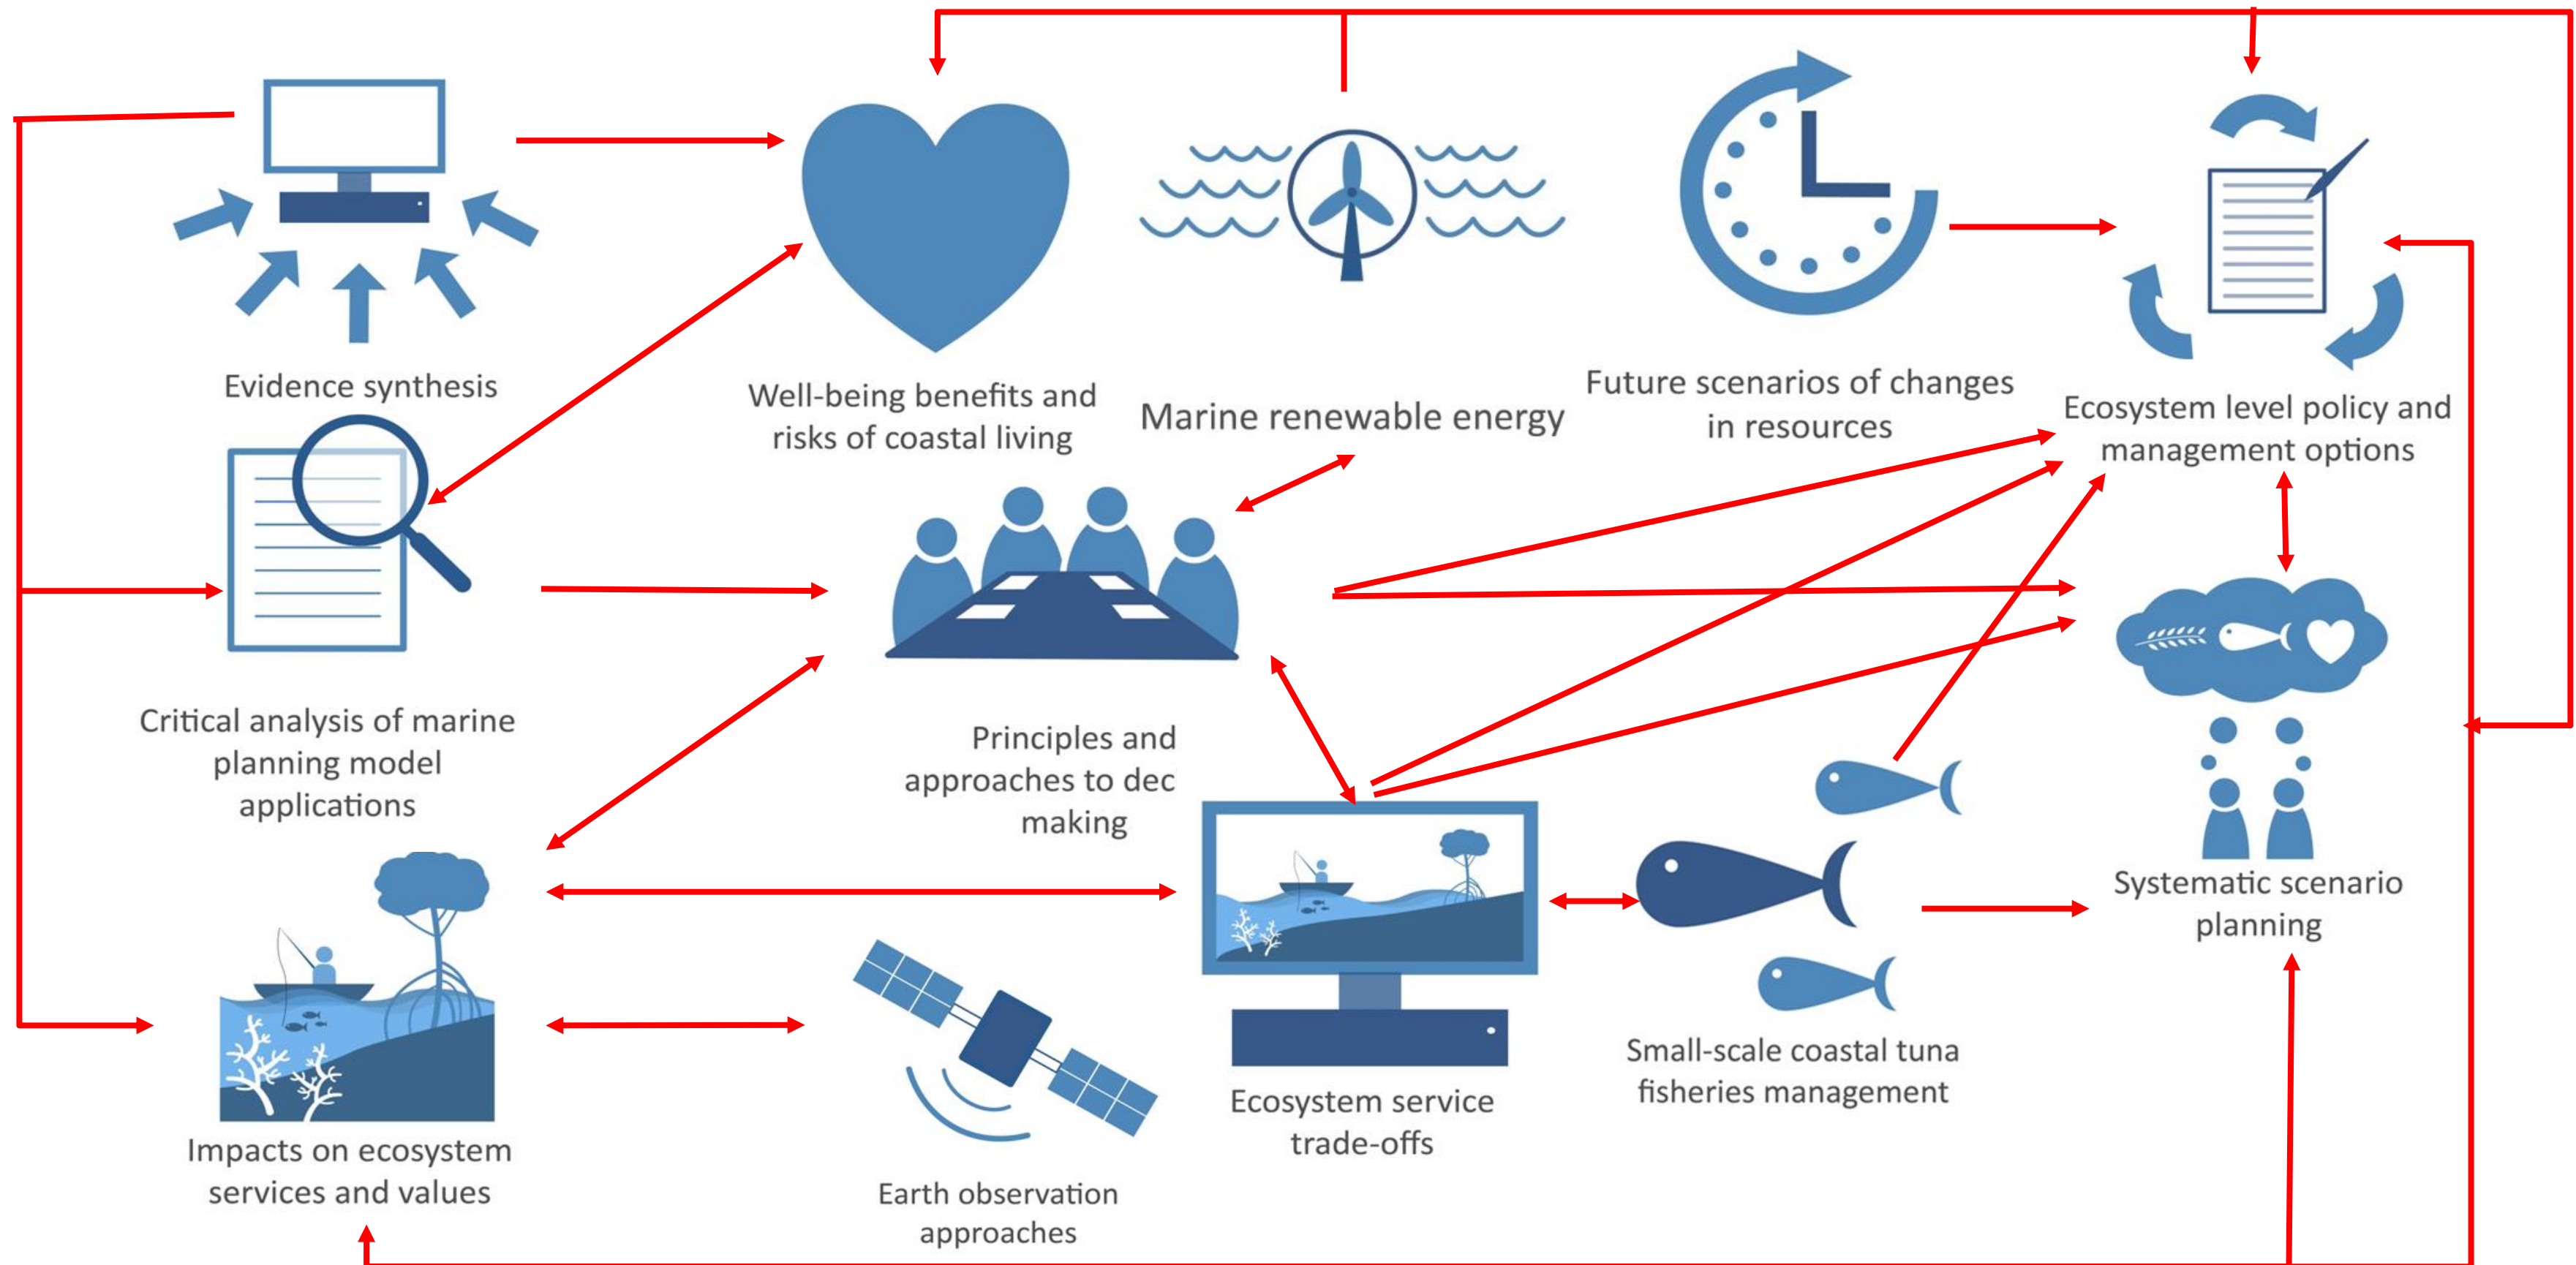 Evidence synthesis
Well-being benefits and
risks of coastal living
Marine renewable energy
Future scenarios of changes
in resources
Ecosystem level policy and
management options
Critical analysis of marine
planning model
applications
Principles and
approaches to dec
making
Systematic scenario
planning
Impacts on ecosystem
services and values
Earth observation
approaches
Ecosystem service
trade-offs
Small-scale coastal tuna
fisheries management